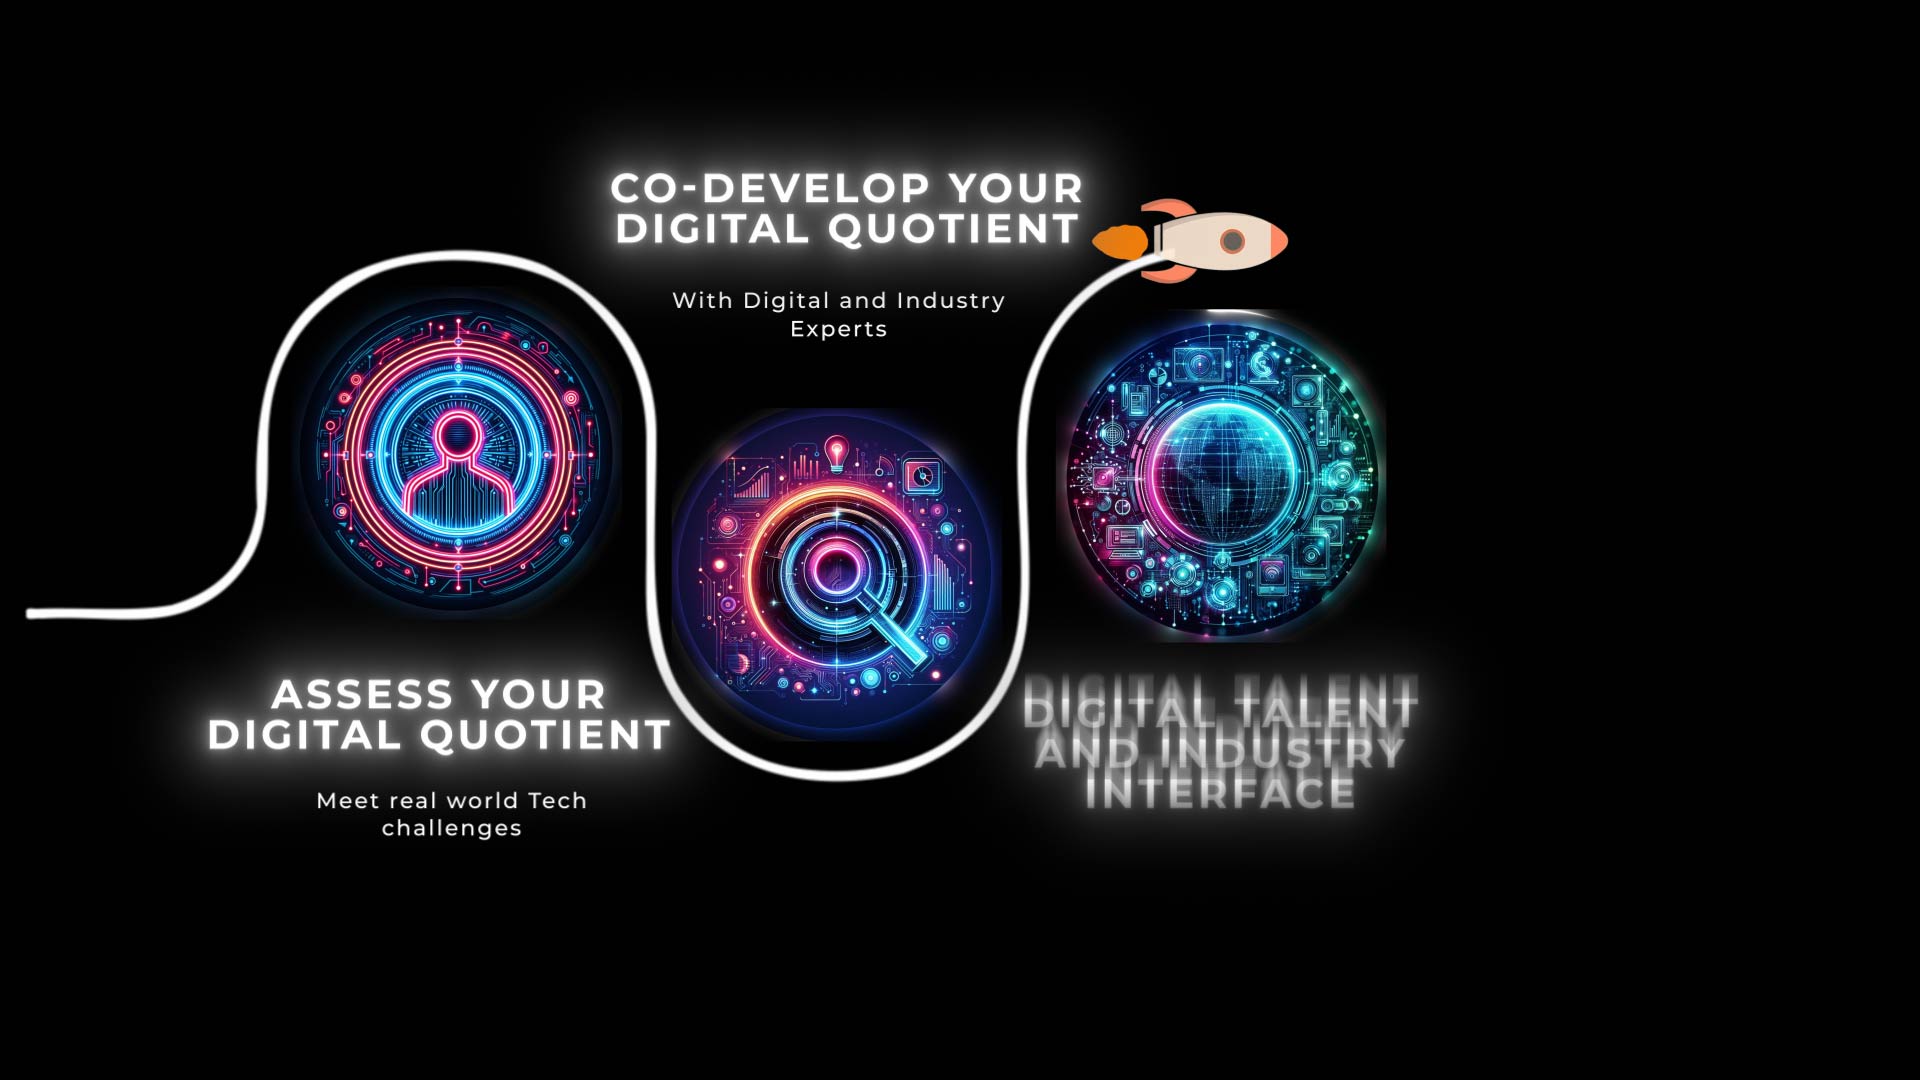 CO-DEVELOP YOUR
DIGITAL QUOTIENT
With Digital and Industry
Experts
ASSESS YOUR
DIGITAL QUOTIENT
Meet real world Tech
challenges
DIGITAL TALENT
AND INDUSTRY
INTERFACE